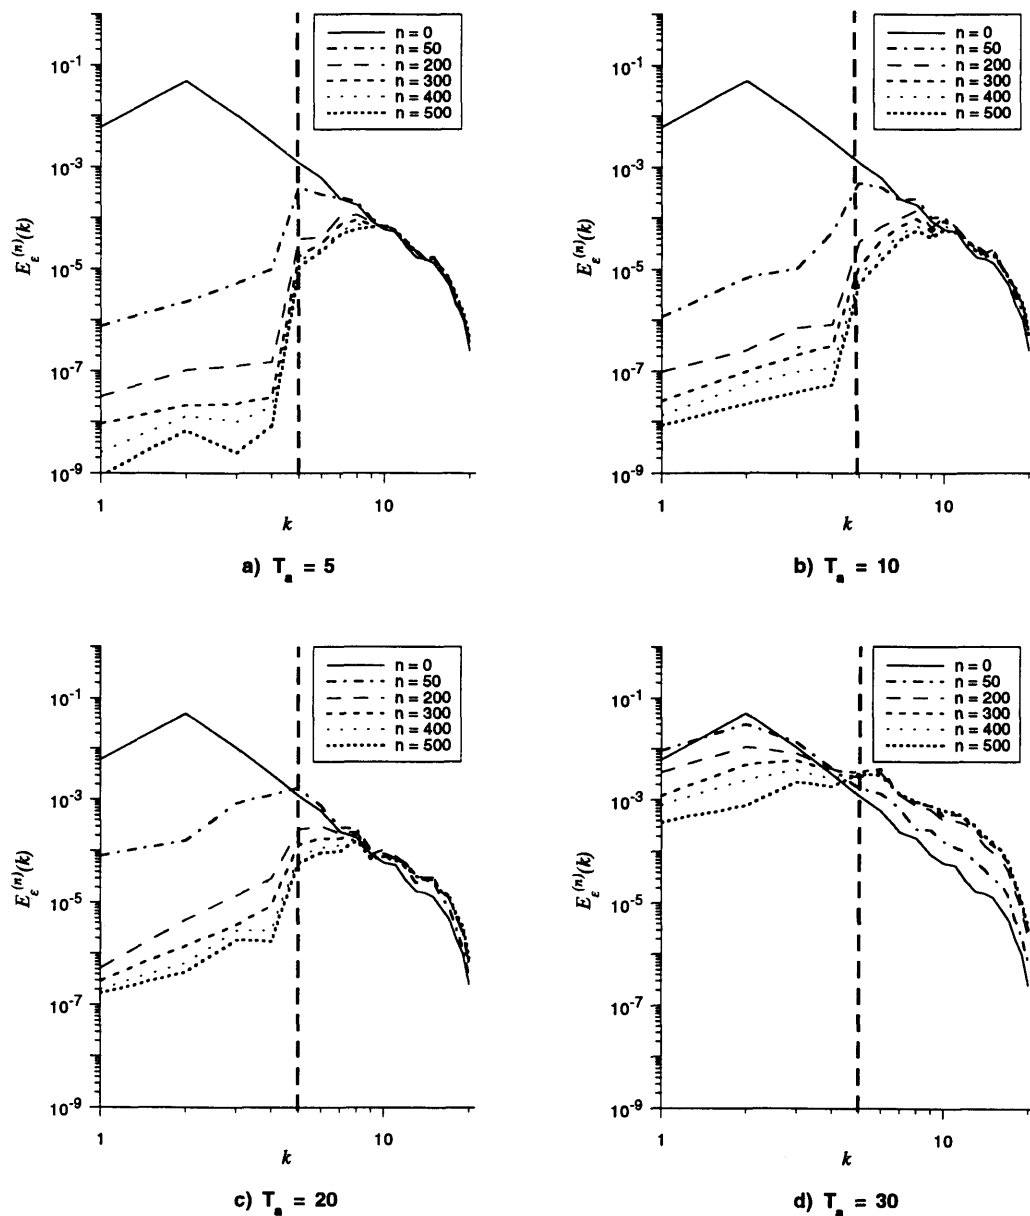 n = 0
n = 50
n = 200
n = 300
n = 400
n = 500
10^-1
10^-3
10^-5
10^-7
10^-9
E_ε^(n)(k)
1
10
k
a) T_a = 5
n = 0
n = 50
n = 200
n = 300
n = 400
n = 500
10^-1
10^-3
10^-5
10^-7
10^-9
E_ε^(n)(k)
1
10
k
b) T_a = 10
n = 0
n = 50
n = 200
n = 300
n = 400
n = 500
10^-1
10^-3
10^-5
10^-7
10^-9
E_ε^(n)(k)
1
10
k
c) T_a = 20
n = 0
n = 50
n = 200
n = 300
n = 400
n = 500
10^-1
10^-3
10^-5
10^-7
10^-9
E_ε^(n)(k)
1
10
k
d) T_a = 30